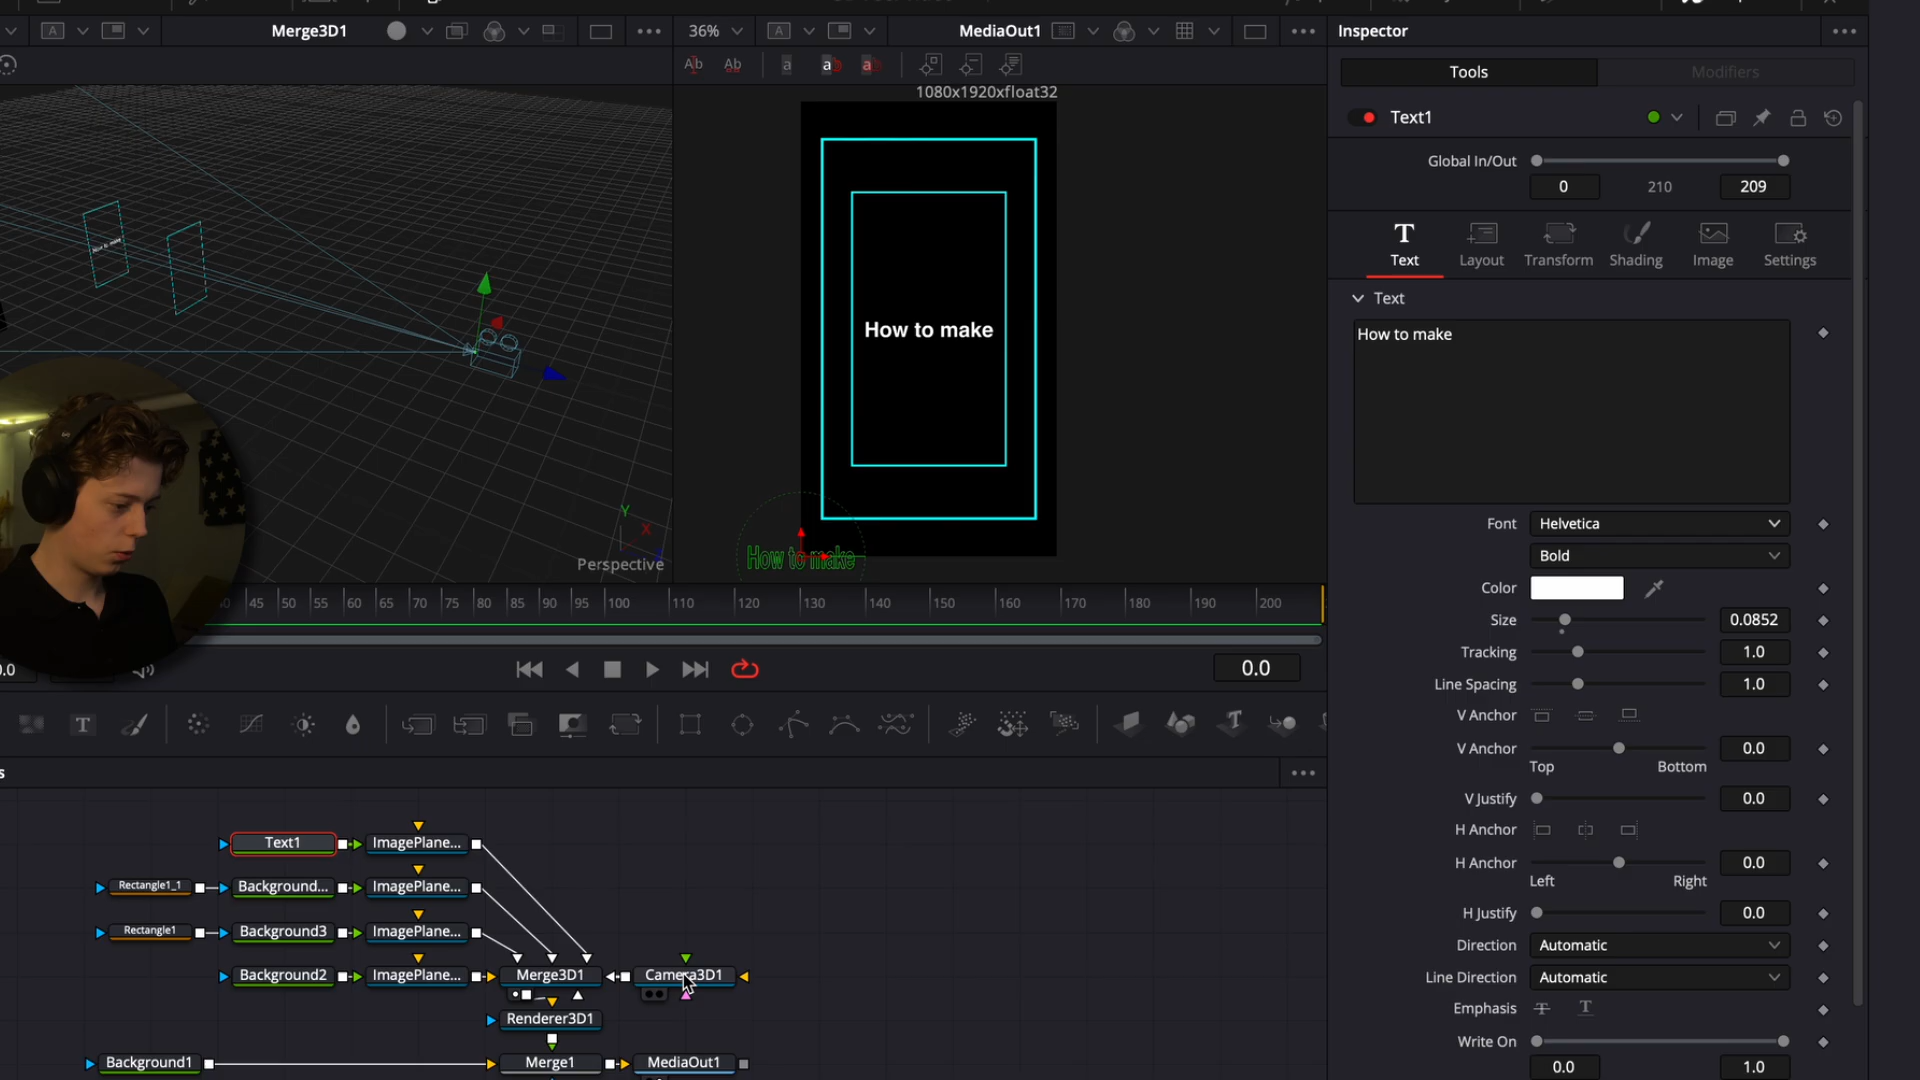 Merge3D1
36%
MediaOut1
Inspector
Tools
Modifiers
1080x1920xfloat32
Text1
Global In/Out
0
210
209
Text
Layout
Transform
Shading
Image
Settings
Text
How to make
How to make
How to make
How to make
Y
X
Perspective
Font
Helvetica
Bold
Color
Size
0.0852
Tracking
1.0
Line Spacing
1.0
V Anchor
V Anchor
0.0
Top
Bottom
V Justify
0.0
H Anchor
H Anchor
0.0
Left
Right
H Justify
0.0
Direction
Automatic
Line Direction
Automatic
Emphasis
Write On
0.0
1.0
45 50 55 60 65 70 75 80 85 90 95 100 110 120 130 140 150 160 170 180 190 200
0.0
Text1
ImagePlane...
Rectangle1_1
Background...
ImagePlane...
Rectangle1
Background3
ImagePlane...
Background2
ImagePlane...
Merge3D1
Camera3D1
Renderer3D1
Background1
Merge1
MediaOut1